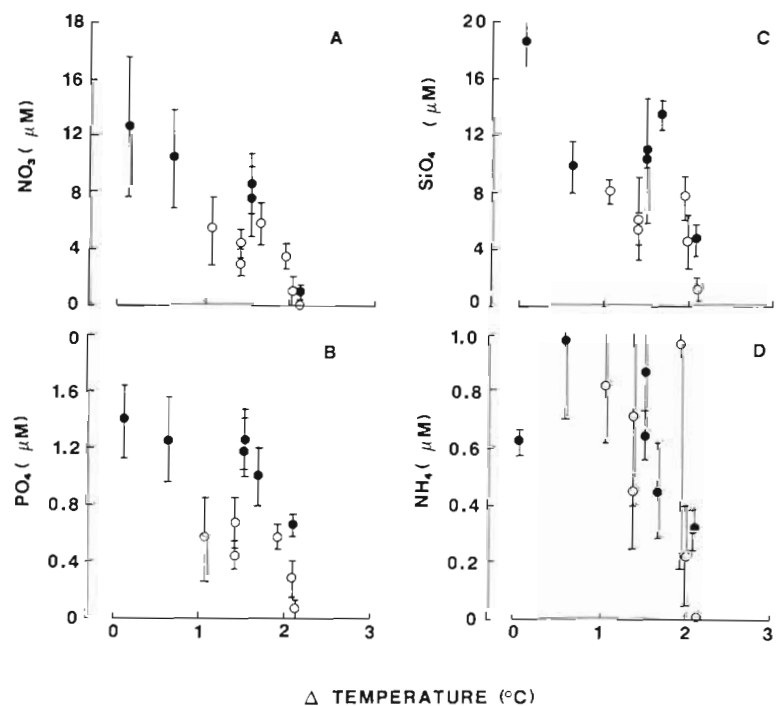 A
NO₃ ( μM )
18
16
12
8
4
0
C
SiO₄ ( μM )
20
16
12
8
4
0
B
PO₄ ( μM )
0
1.6
1.2
0.8
0.4
0
0 1 2 3
D
NH₄ ( μM )
1.0
0.8
0.6
0.4
0.2
0
0 1 2 3
Δ TEMPERATURE (°C)